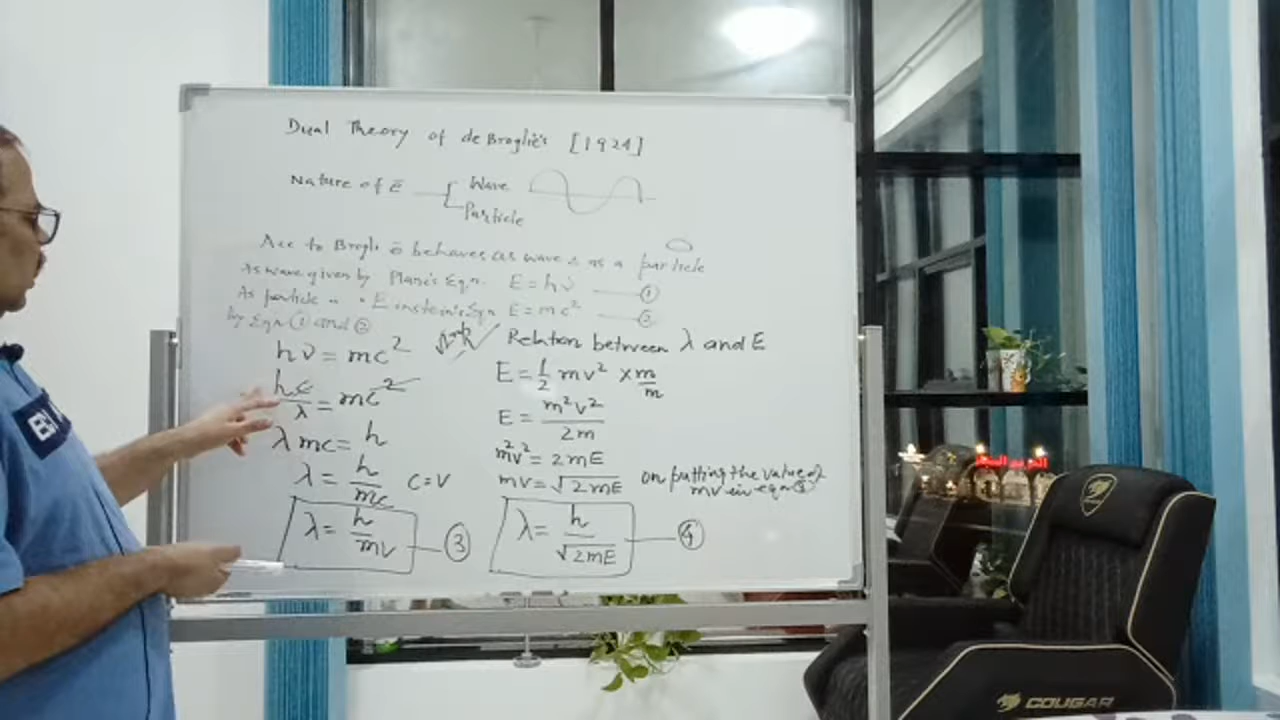 Dual Theory of de Broglie's [1924]
Nature of ē
Wave
Particle
Acc to Brogli ē behaves as wave & as a particle
As wave given by Plank's Eqn. E = hν ①
As particle " " Einstein's Eqn E = mc² ②
by Eqn ① and ②
hν = mc²
hc/λ = mc²
λ mc = h
λ = h/mc c = v
λ = h/mv ③
Relation between λ and E
E = 1/2 mv² × m/m
E = m²v²/2m
m²v² = 2mE
mv = √2mE on putting the value of
mv in eqn ③
λ = h/√2mE ④
COUGAR